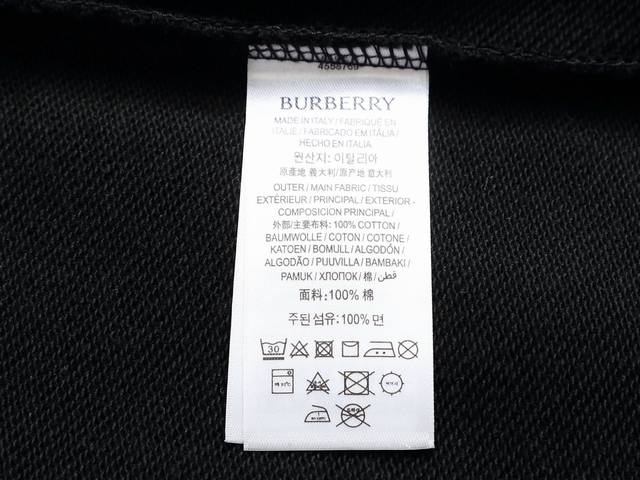 BURBERRY
MADE IN ITALY / FABRIQUÉ EN
ITALIE / FABRICADO EM ITÁLIA /
HECHO EN ITALIA
원산지: 이탈리아
原產地 義大利 / 原产地 意大利
OUTER / MAIN FABRIC / TISSU
EXTÉRIEUR / PRINCIPAL / EXTERIOR -
COMPOSICION PRINCIPAL /
外部/主要布料: 100% COTTON /
BAUMWOLLE / COTON / COTONE /
KATOEN / BOMULL / ALGODÓN /
ALGODÃO / PUUVILLA / BAMBAKI /
PAMUK / ХЛОПОК / 棉 / قطن
面料: 100% 棉
주된 섬유: 100% 면
30